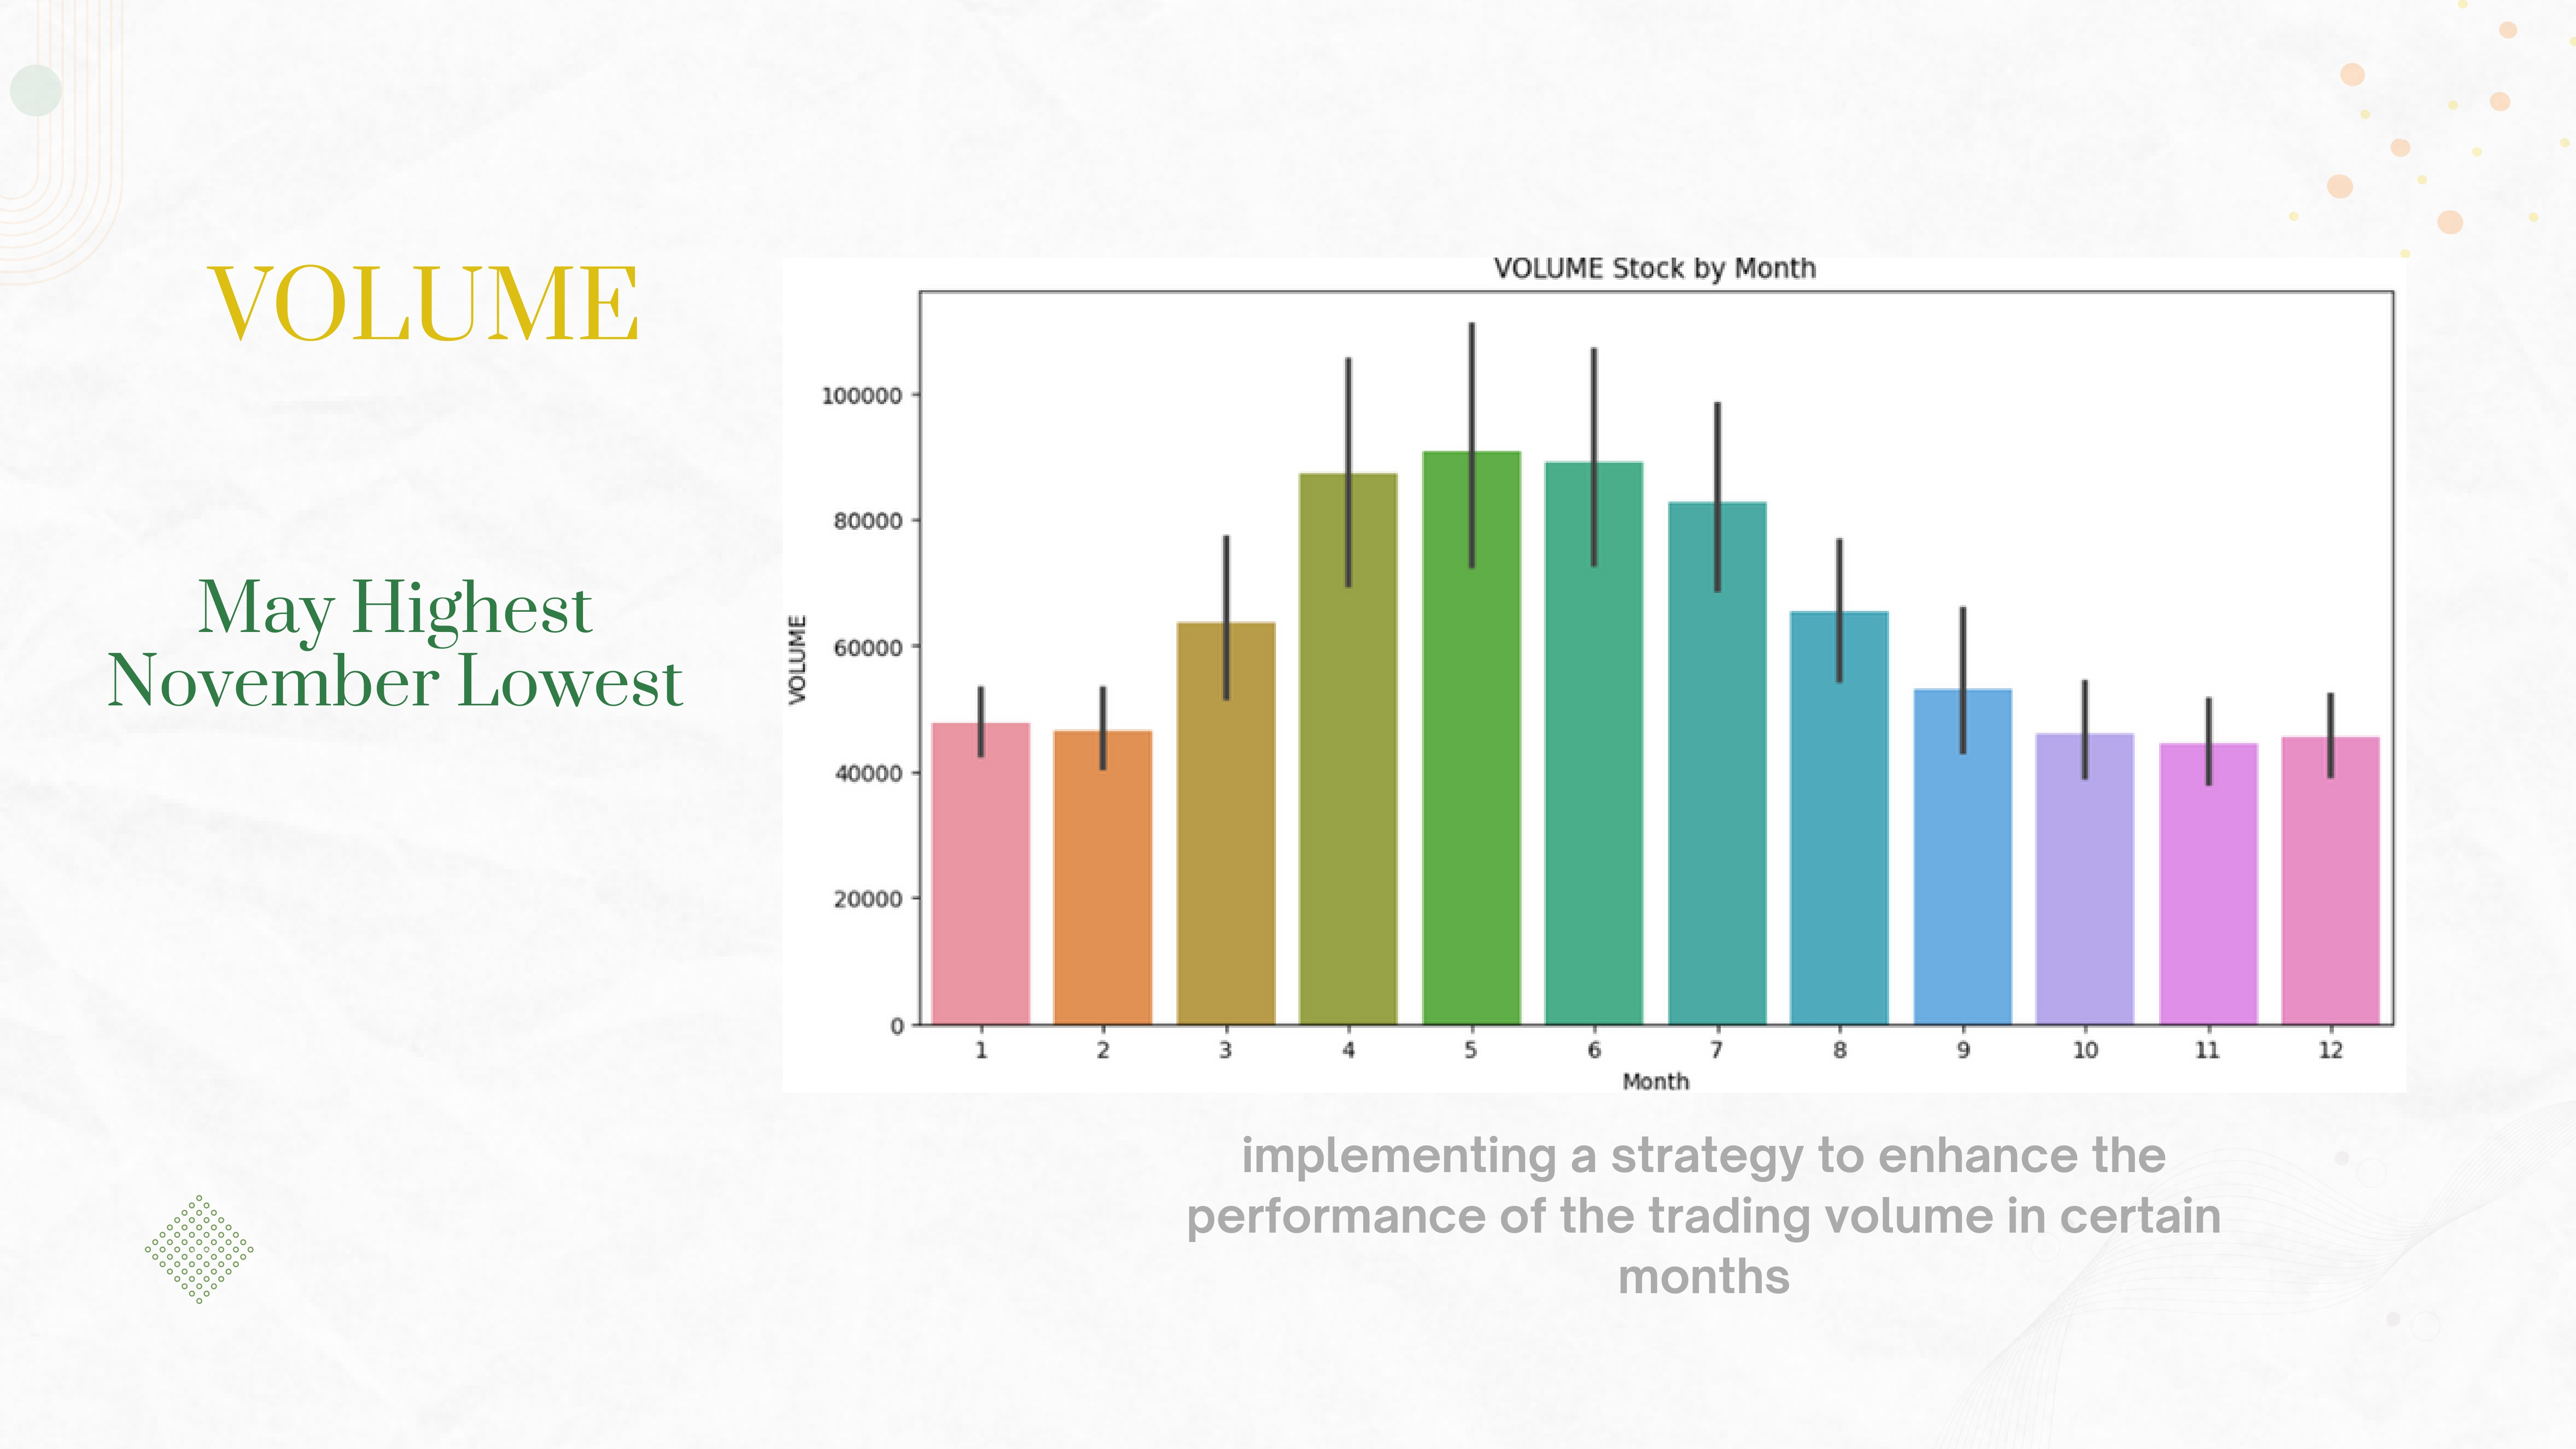 VOLUME
May Highest
November Lowest
VOLUME Stock by Month
VOLUME
100000
80000
60000
40000
20000
0
1 2 3 4 5 6 7 8 9 10 11 12
Month
implementing a strategy to enhance the
performance of the trading volume in certain
months